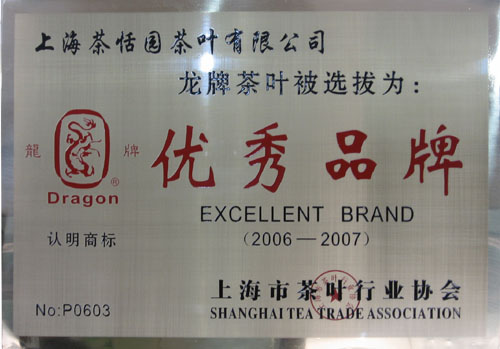 上海茶恬园茶叶有限公司
龙牌茶叶被选拔为：
龍 牌
Dragon ®
优秀品牌
EXCELLENT BRAND
(2006—2007)
认明商标
No:P0603
上海市茶叶行业协会
SHANGHAI TEA TRADE ASSOCIATION